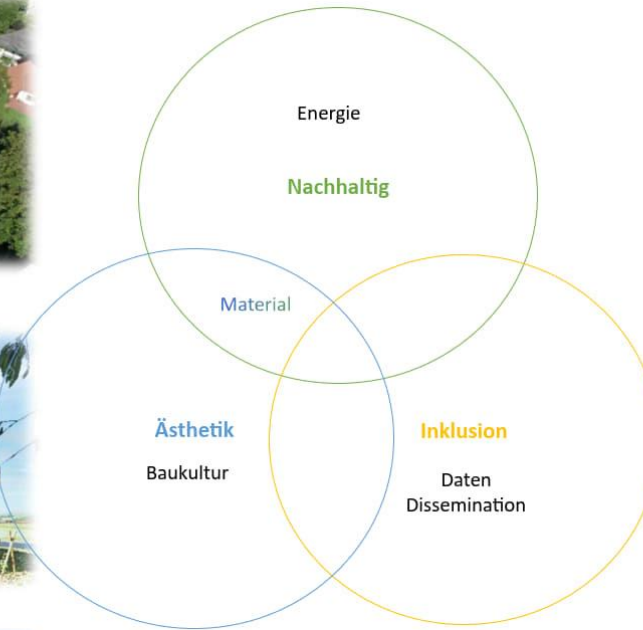 Energie
Nachhaltig
Material
Ästhetik
Inklusion
Baukultur
Daten
Dissemination